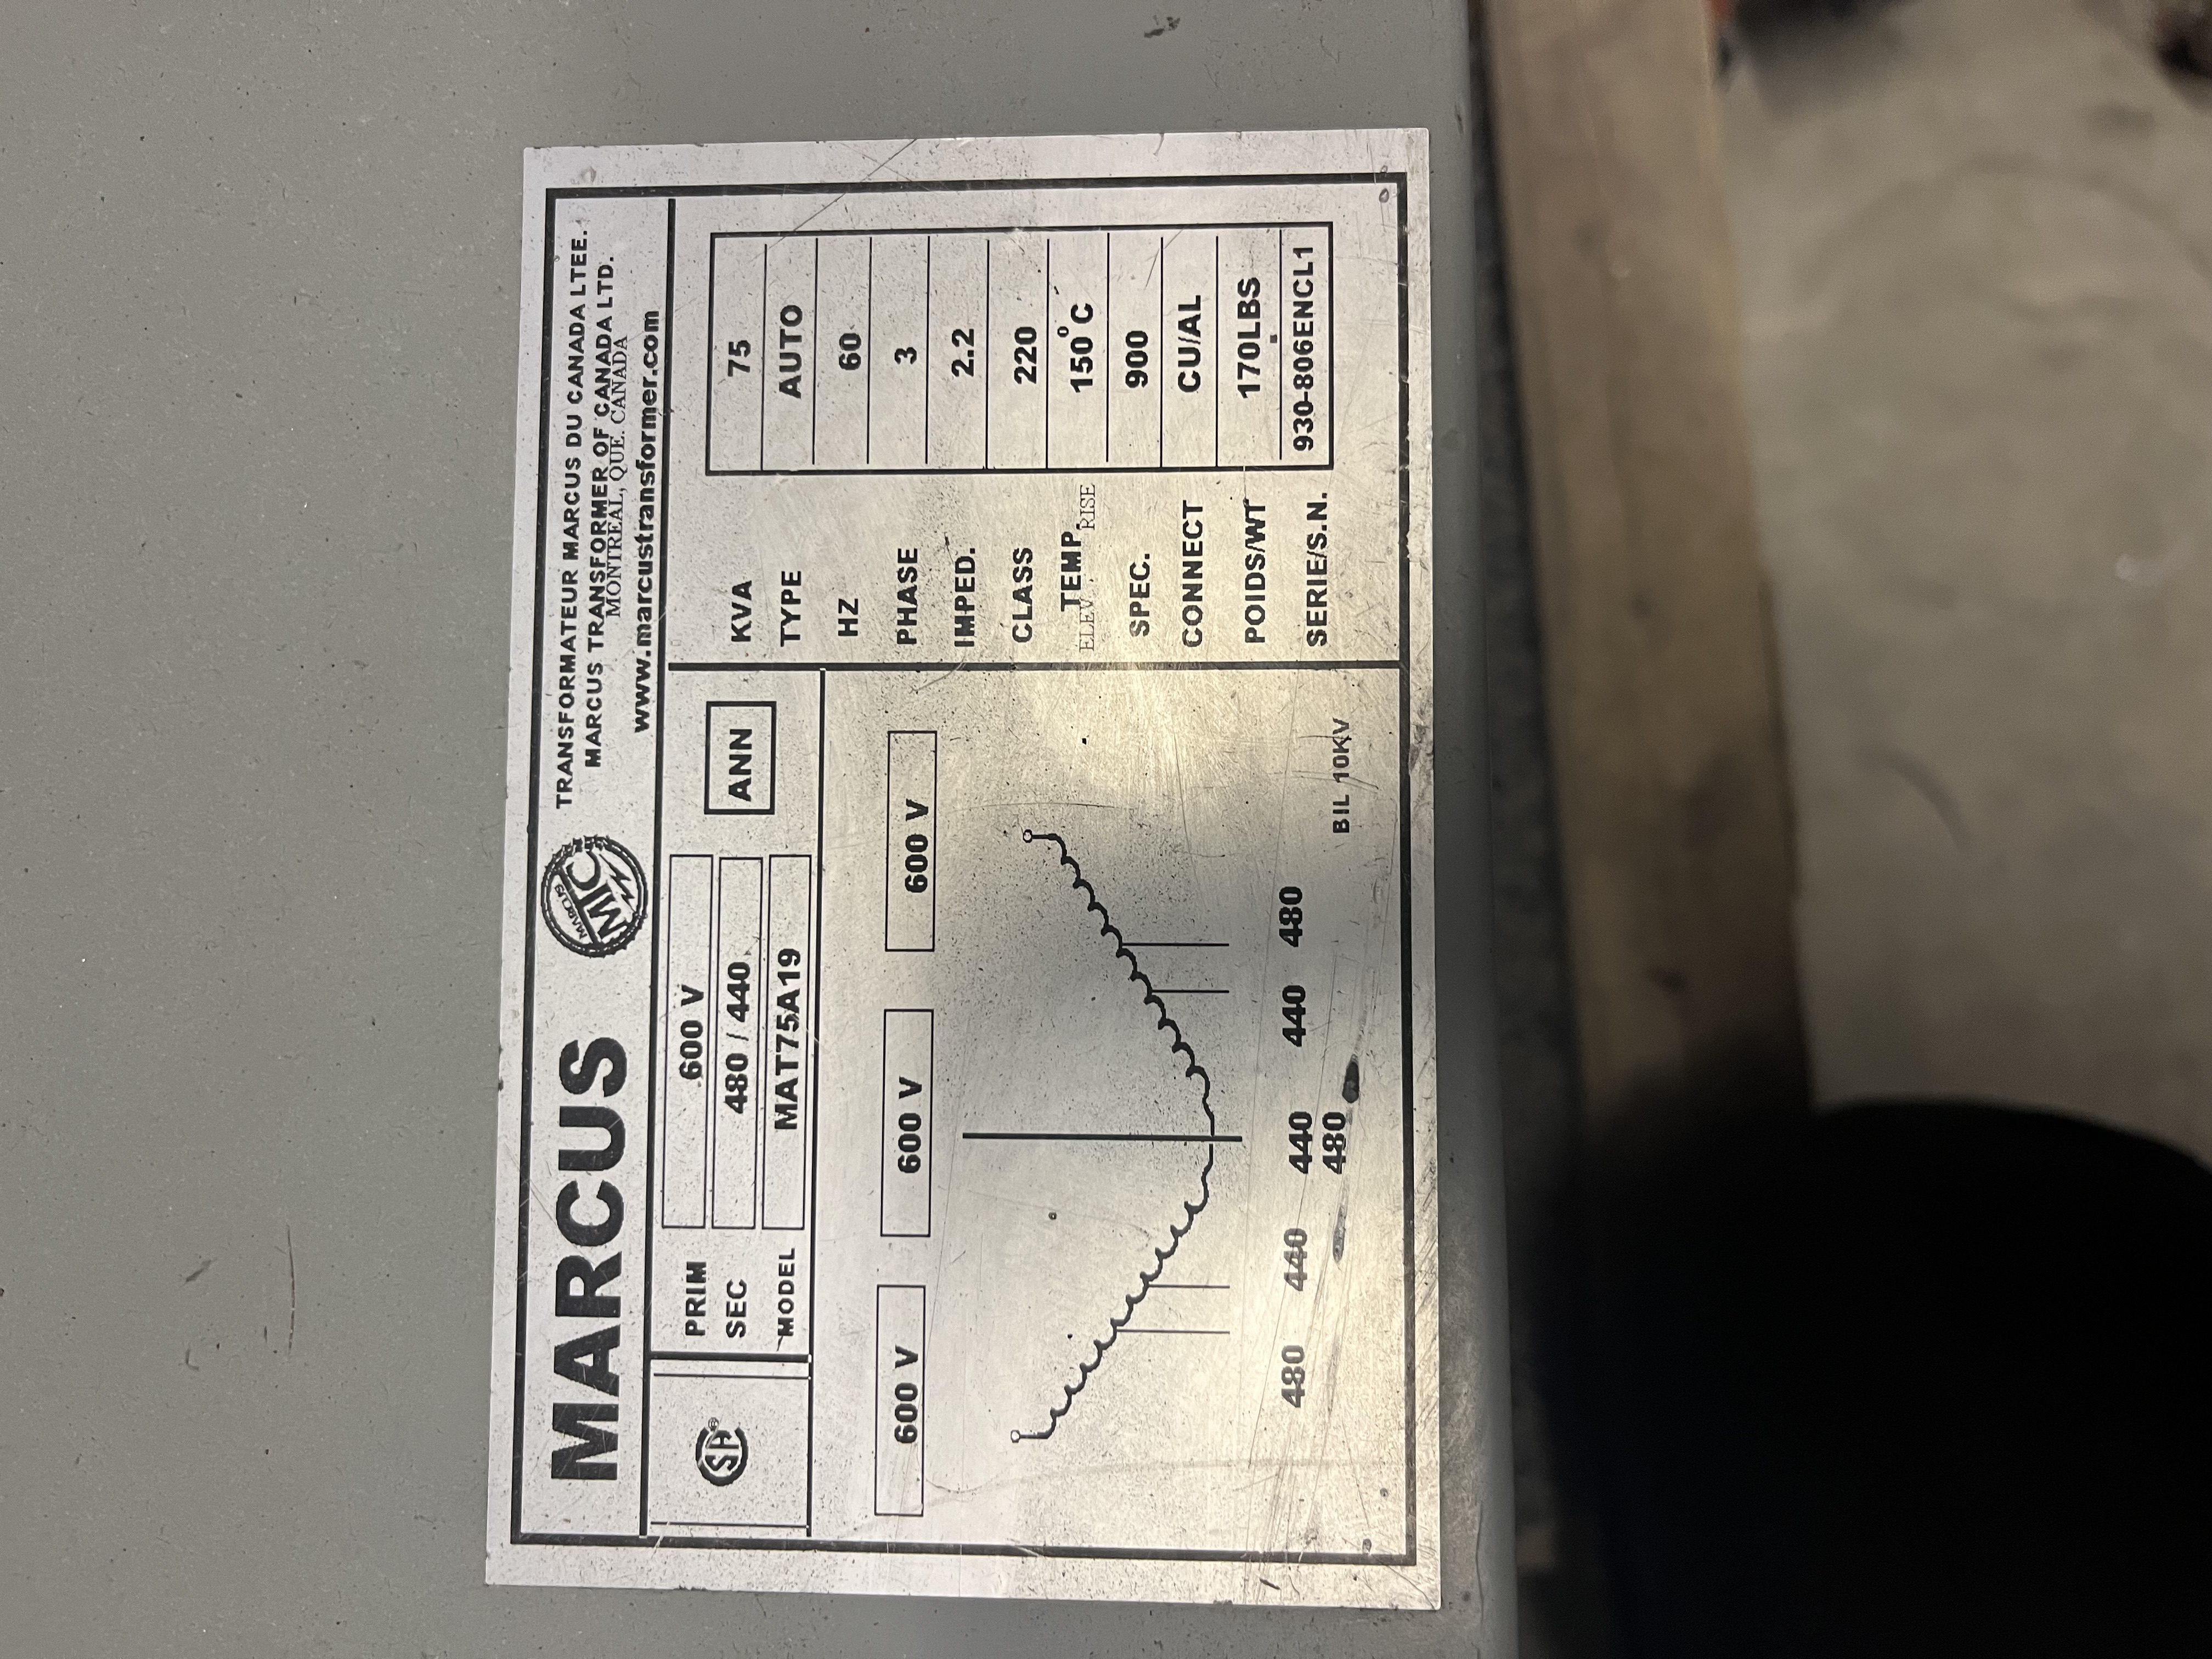 MARCUS
MARCUS
MTC
TRANSFORMATEUR MARCUS DU CANADA LTEE.
MARCUS TRANSFORMER OF CANADA LTD.
MONTREAL, QUE. CANADA
www.marcustransformer.com
SA®
PRIM 600 V
SEC 480 / 440
MODEL MAT75A19
ANN
600 V 600 V 600 V
480 440 440 440 480
480
BIL 10KV
KVA 75
TYPE AUTO
HZ 60
PHASE 3
IMPED. 2.2
CLASS 220
TEMP. 150°C
ELEV. RISE
SPEC. 900
CONNECT CU/AL
POIDS/WT 170LBS
SERIE/S.N. 930-806ENCL1